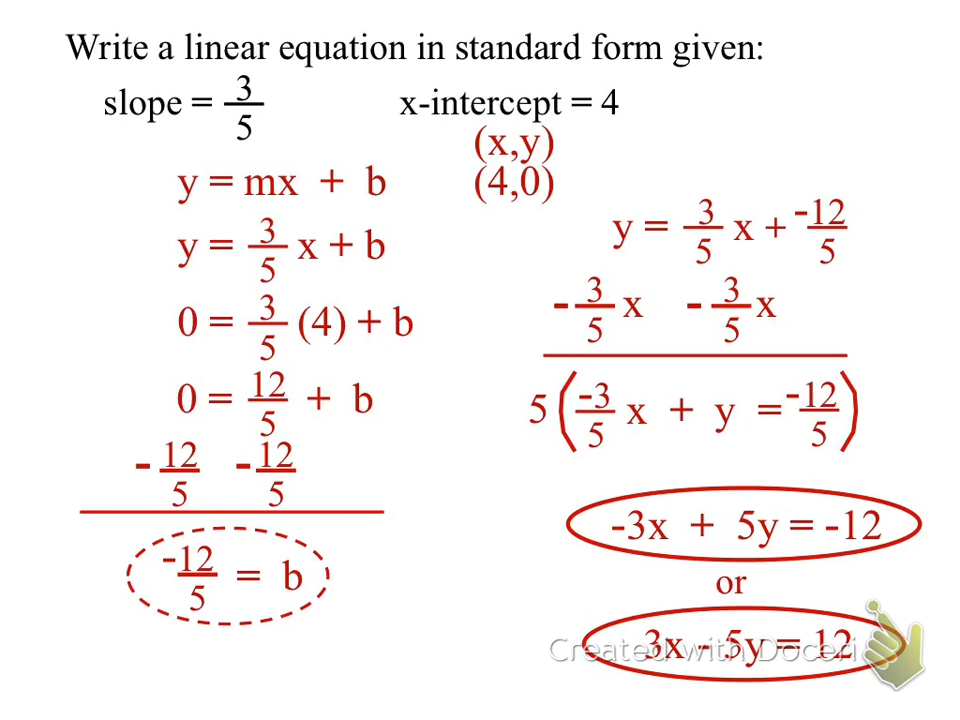 Write a linear equation in standard form given:
slope = 3/5 x-intercept = 4
(x,y)
(4,0)
y = mx + b
y = 3/5 x + b
0 = 3/5 (4) + b
0 = 12/5 + b
- 12/5 - 12/5
-12/5 = b
y = 3/5 x + -12/5
- 3/5 x - 3/5 x
5 ( -3/5 x + y = -12/5 )
-3x + 5y = -12
or
3x - 5y = 12
Created with Doceri